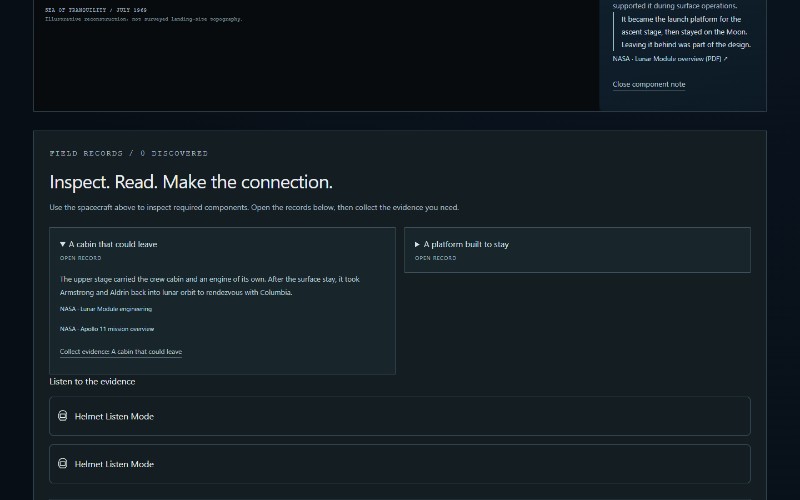 SEA OF TRANQUILITY / JULY 1969
Illustrative reconstruction, not surveyed landing-site topography.
supported it during surface operations.
It became the launch platform for the
ascent stage, then stayed on the Moon.
Leaving it behind was part of the design.
NASA · Lunar Module overview (PDF) ↗
Close component note
FIELD RECORDS / 0 DISCOVERED
Inspect. Read. Make the connection.
Use the spacecraft above to inspect required components. Open the records below, then collect the evidence you need.
▼ A cabin that could leave
OPEN RECORD
The upper stage carried the crew cabin and an engine of its own. After the surface stay, it took
Armstrong and Aldrin back into lunar orbit to rendezvous with Columbia.
NASA · Lunar Module engineering
NASA · Apollo 11 mission overview
Collect evidence: A cabin that could leave
▶ A platform built to stay
OPEN RECORD
Listen to the evidence
Helmet Listen Mode
Helmet Listen Mode